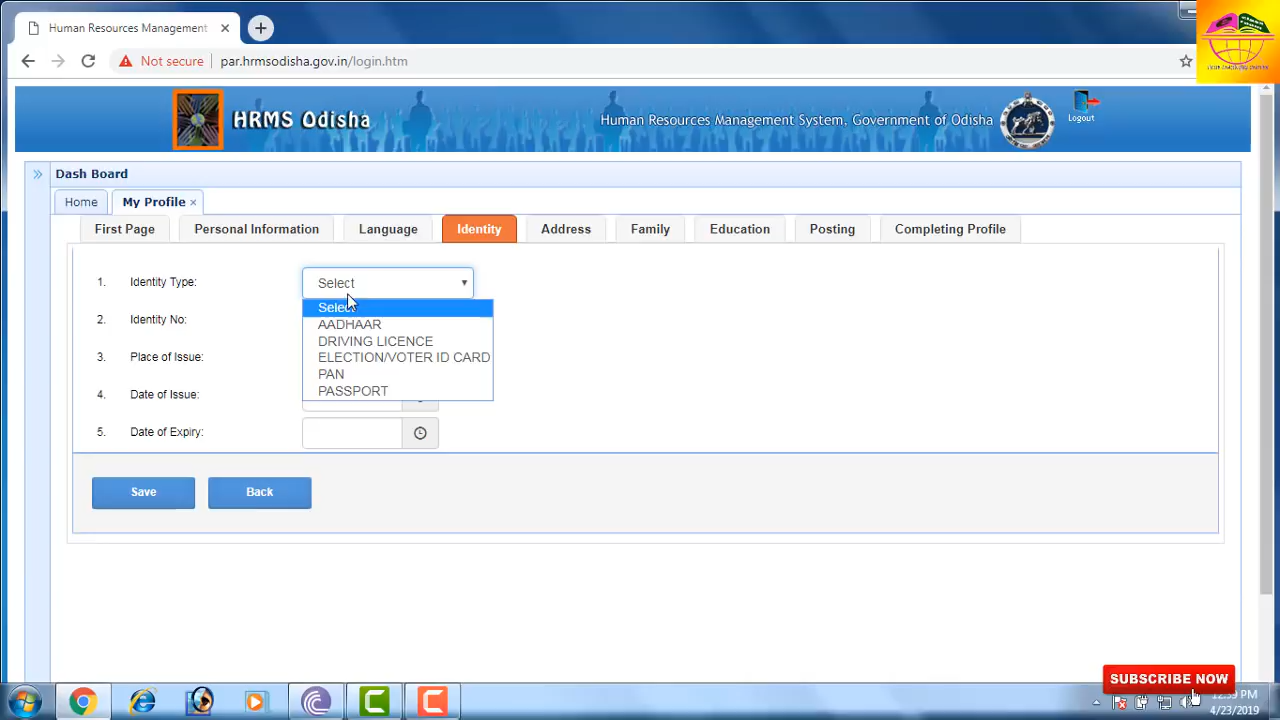 Human Resources Management
Not secure par.hrmsodisha.gov.in/login.htm
HRMS Odisha
Human Resources Management System, Government of Odisha
Logout
Dash Board
Home My Profile
First Page Personal Information Language Identity Address Family Education Posting Completing Profile
1. Identity Type: Select
Select
AADHAAR
DRIVING LICENCE
ELECTION/VOTER ID CARD
PAN
PASSPORT
2. Identity No:
3. Place of Issue:
4. Date of Issue:
5. Date of Expiry:
Save Back
SUBSCRIBE NOW
12:59 PM
4/23/2019